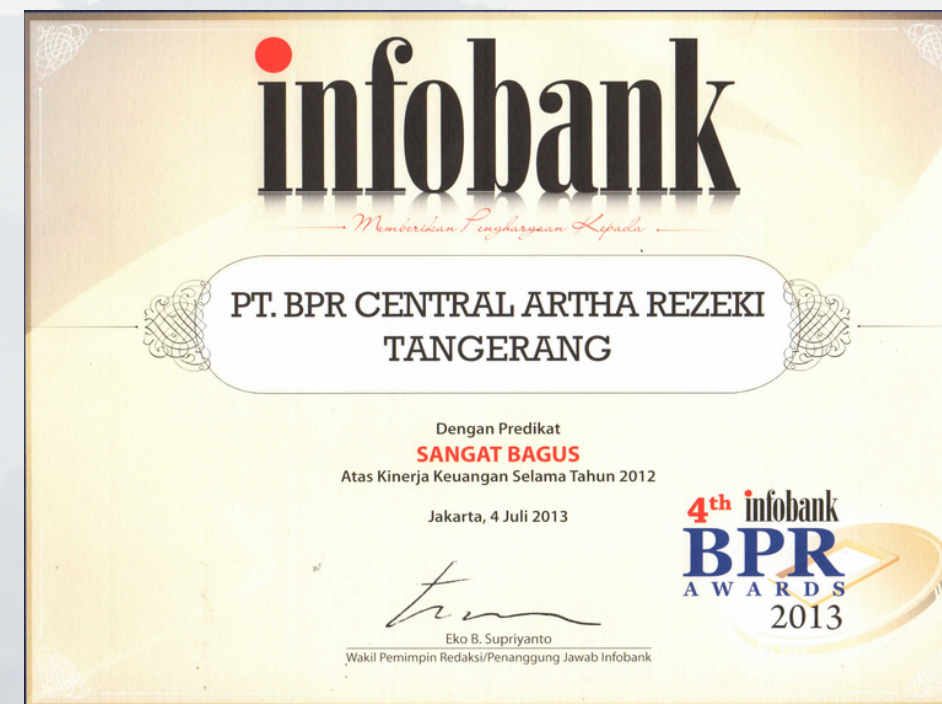 infobank
Memberikan Penghargaan Kepada
PT. BPR CENTRAL ARTHA REZEKI
TANGERANG
Dengan Predikat
SANGAT BAGUS
Atas Kinerja Keuangan Selama Tahun 2012
Jakarta, 4 Juli 2013
4th infobank
BPR
AWARDS
2013
Eko B. Supriyanto
Wakil Pemimpin Redaksi/Penanggung Jawab Infobank